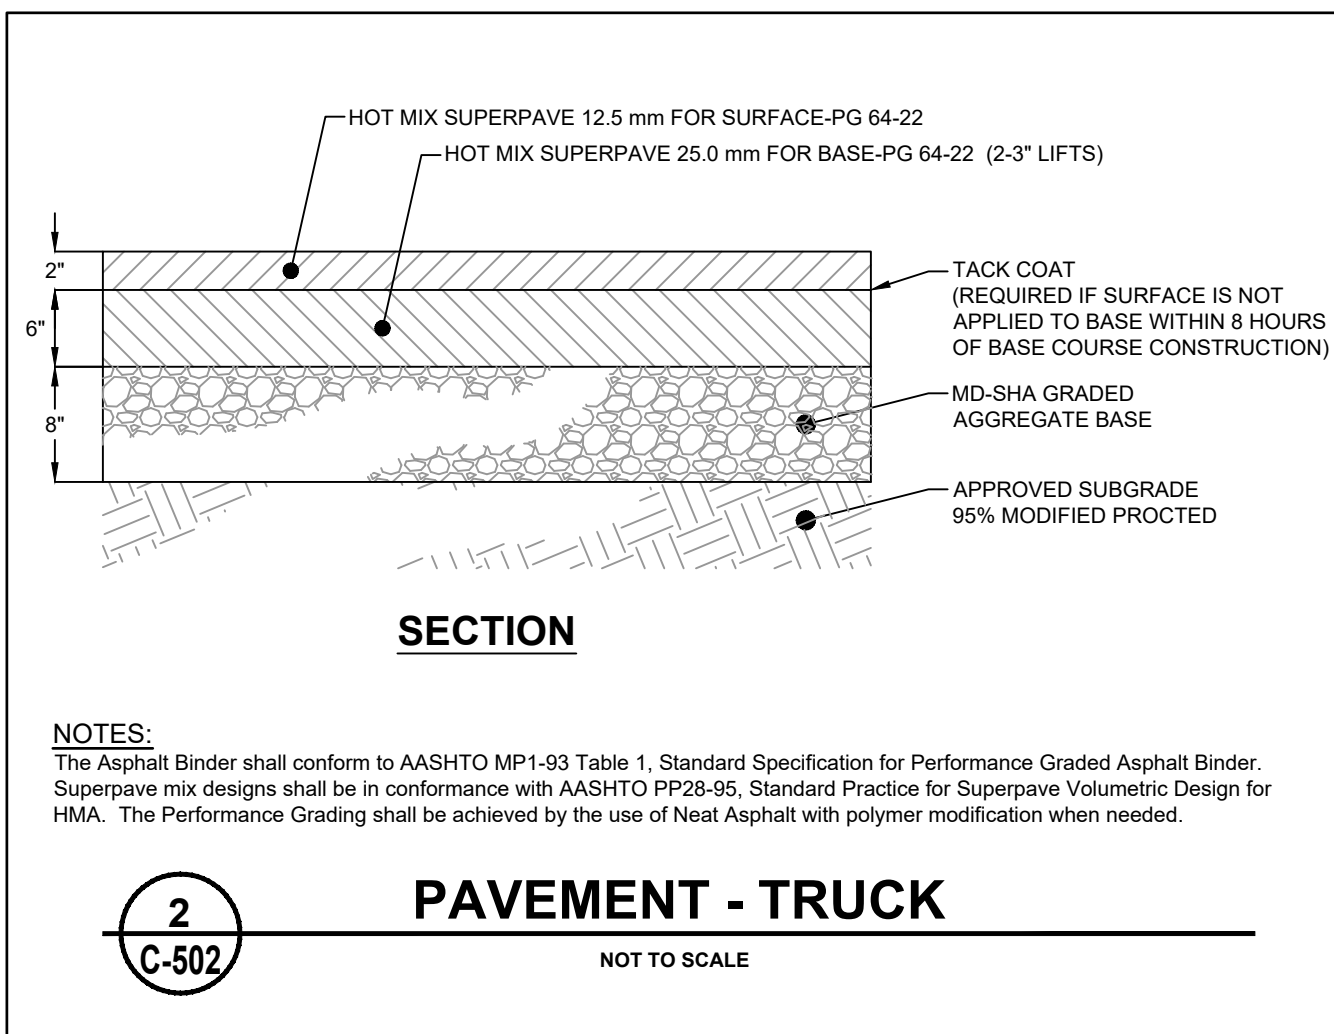 HOT MIX SUPERPAVE 12.5 mm FOR SURFACE-PG 64-22
HOT MIX SUPERPAVE 25.0 mm FOR BASE-PG 64-22 (2-3" LIFTS)
2"
6"
8"
TACK COAT
(REQUIRED IF SURFACE IS NOT
APPLIED TO BASE WITHIN 8 HOURS
OF BASE COURSE CONSTRUCTION)
MD-SHA GRADED
AGGREGATE BASE
APPROVED SUBGRADE
95% MODIFIED PROCTED
SECTION
NOTES:
The Asphalt Binder shall conform to AASHTO MP1-93 Table 1, Standard Specification for Performance Graded Asphalt Binder.
Superpave mix designs shall be in conformance with AASHTO PP28-95, Standard Practice for Superpave Volumetric Design for
HMA. The Performance Grading shall be achieved by the use of Neat Asphalt with polymer modification when needed.
2
C-502
PAVEMENT - TRUCK
NOT TO SCALE